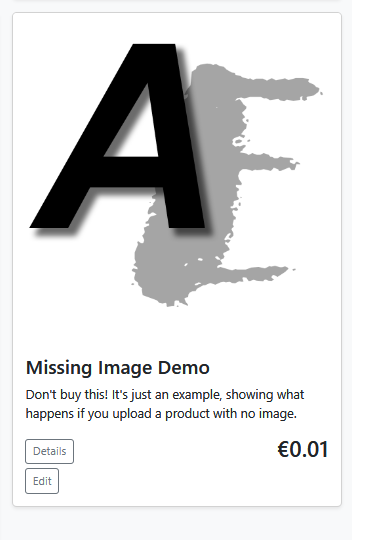 AE
Missing Image Demo
Don't buy this! It's just an example, showing what
happens if you upload a product with no image.
Details
€0.01
Edit